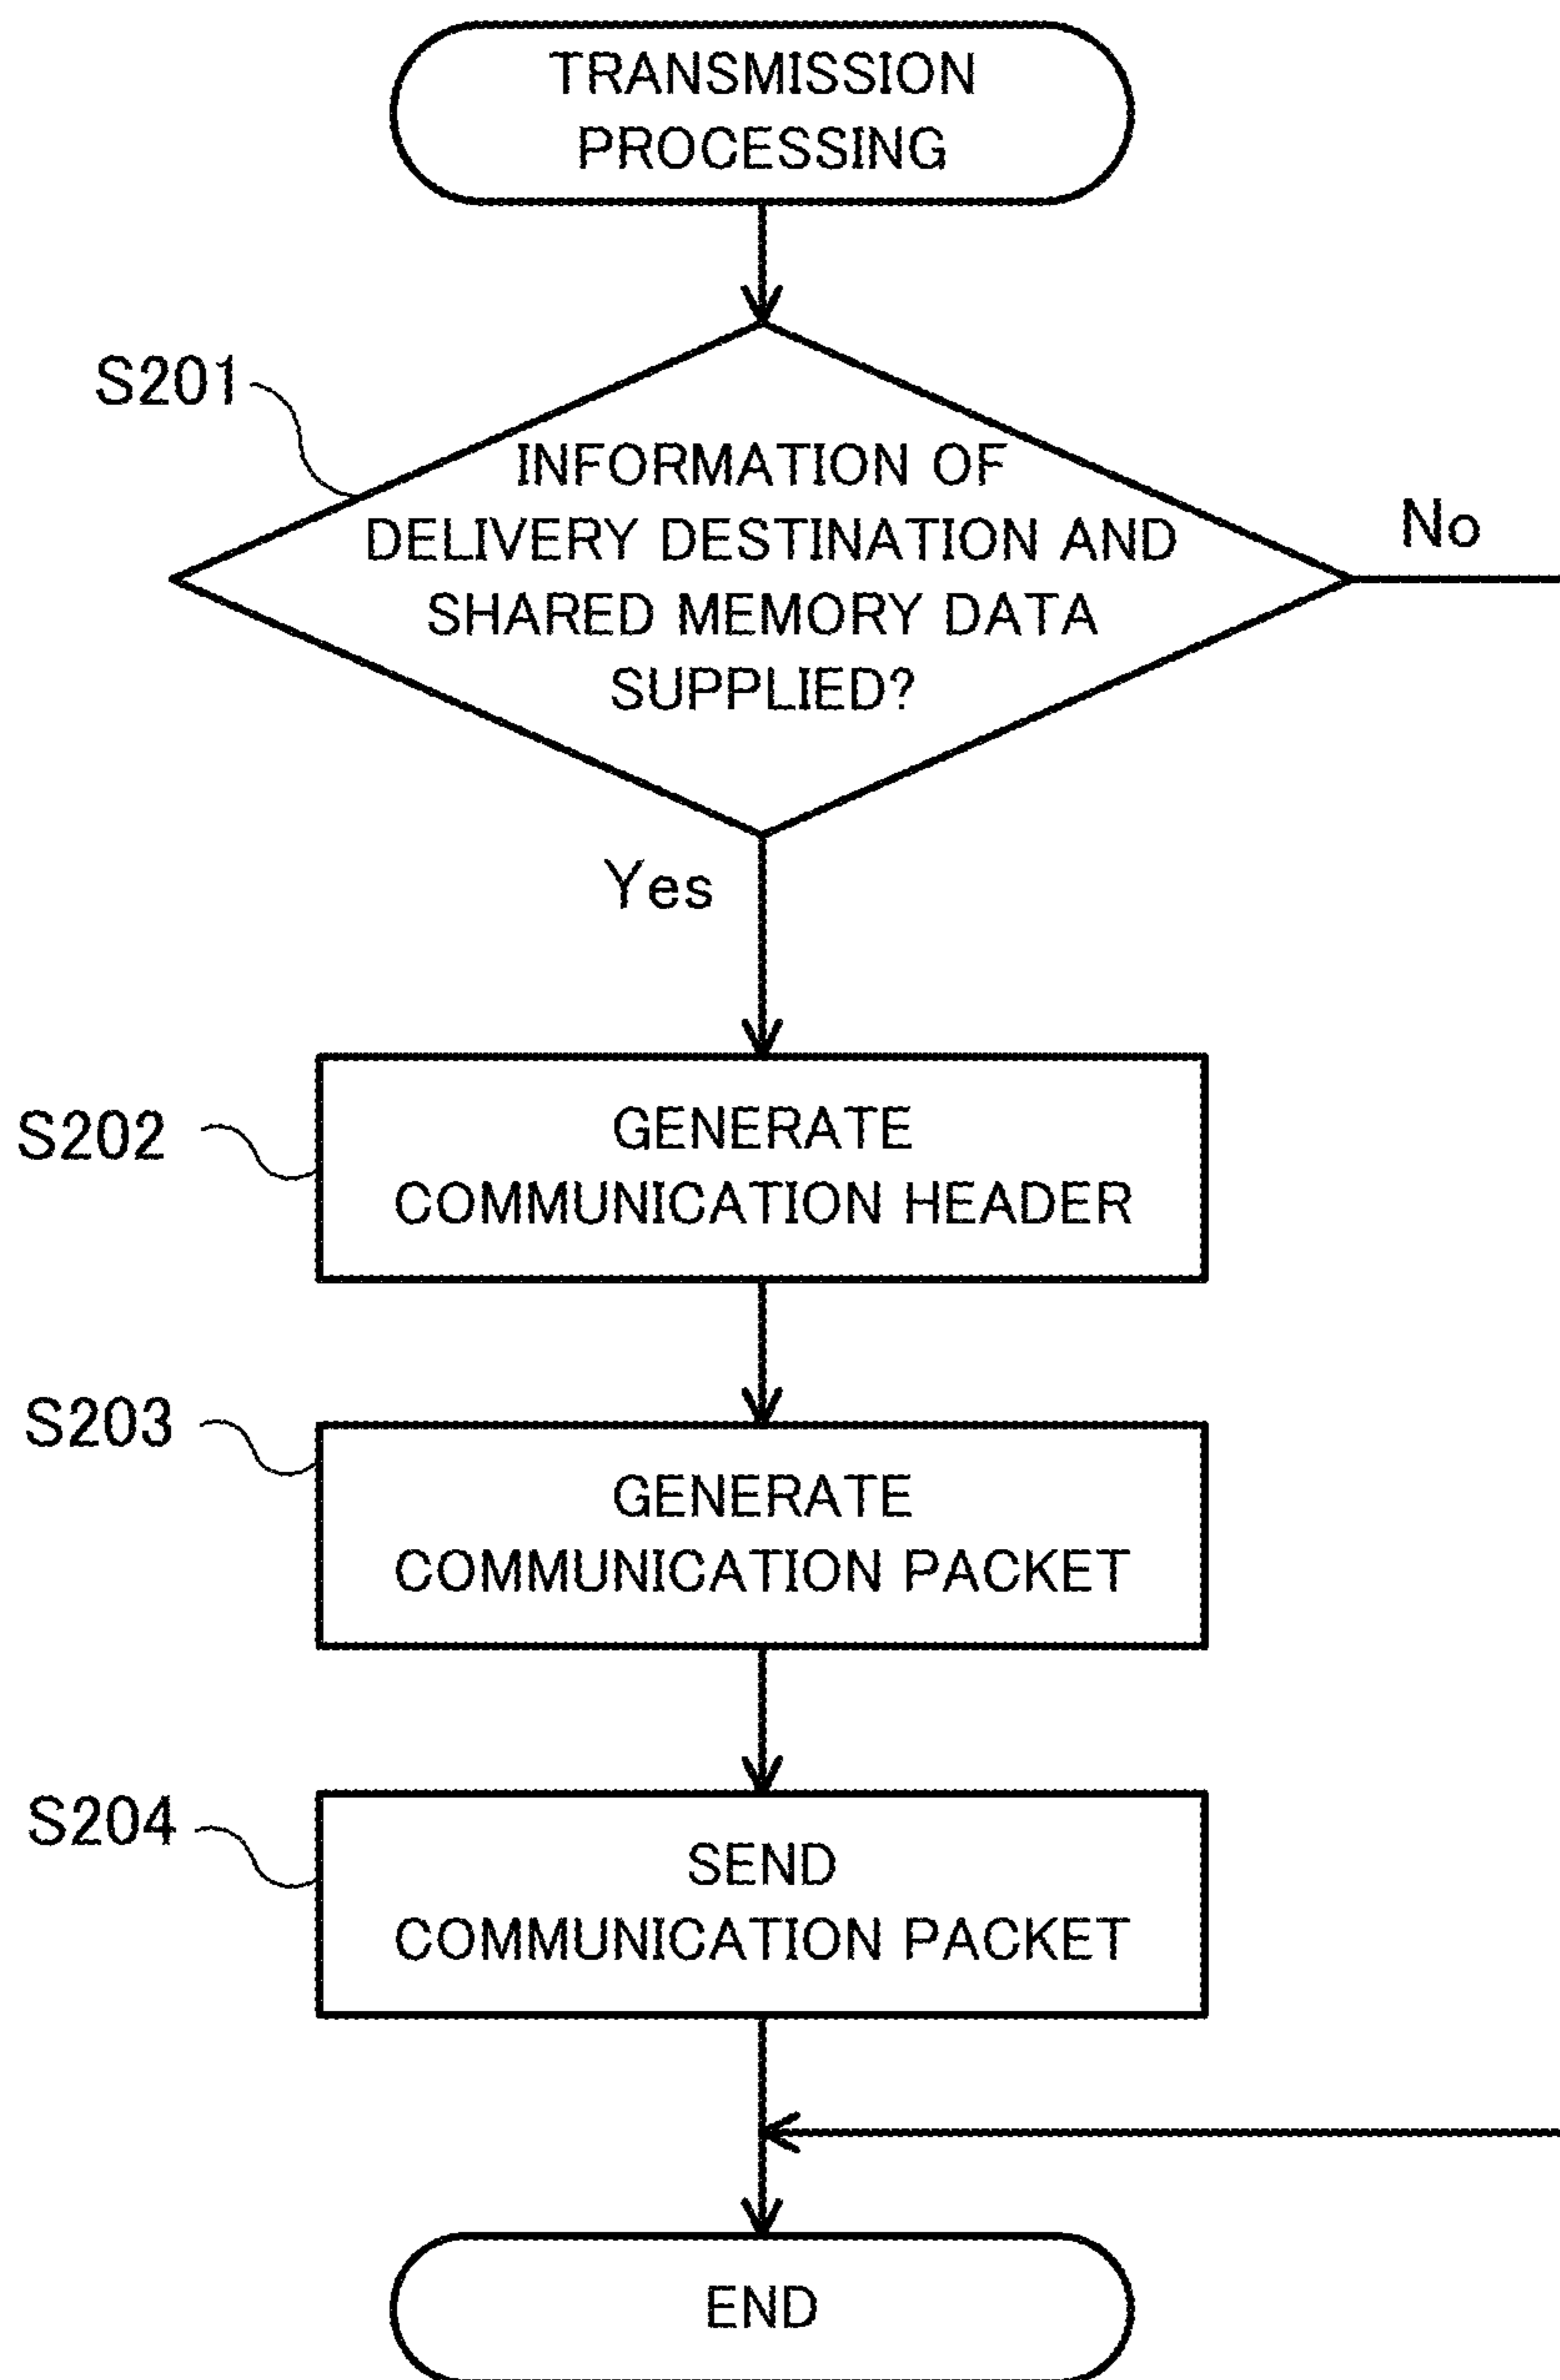 TRANSMISSION
PROCESSING
S201
INFORMATION OF
DELIVERY DESTINATION AND
SHARED MEMORY DATA
SUPPLIED?
No
Yes
S202
GENERATE
COMMUNICATION HEADER
S203
GENERATE
COMMUNICATION PACKET
S204
SEND
COMMUNICATION PACKET
END